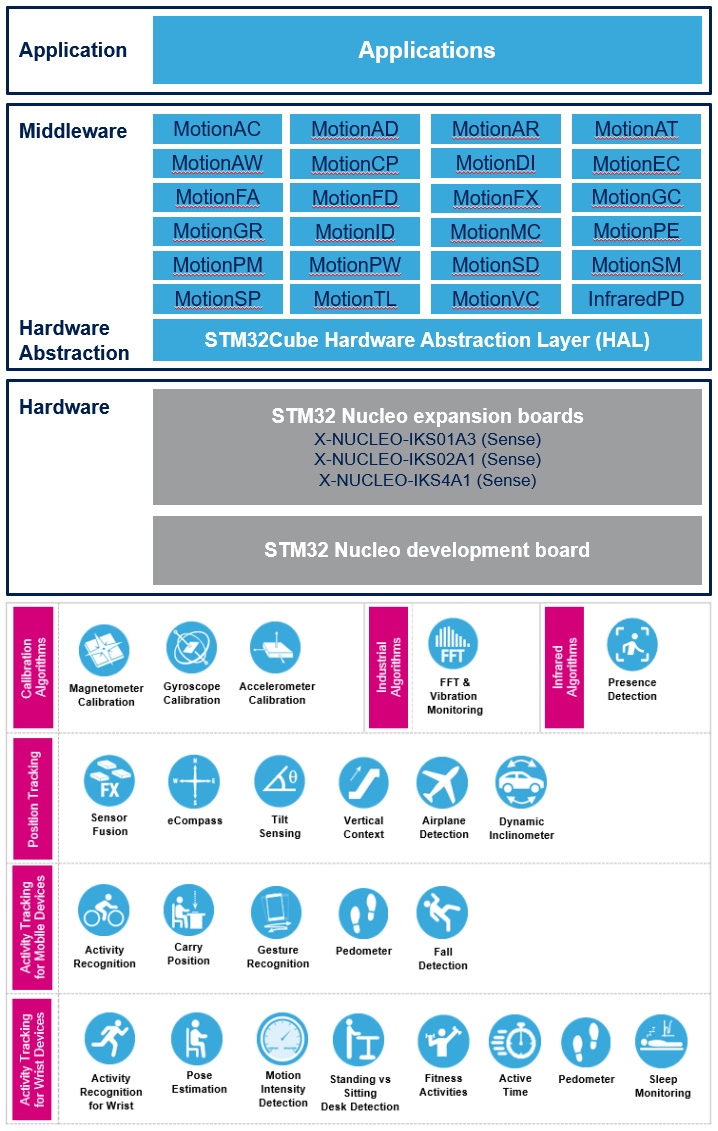 Application
Applications
Middleware
MotionAC MotionAD MotionAR MotionAT
MotionAW MotionCP MotionDI MotionEC
MotionFA MotionFD MotionFX MotionGC
MotionGR MotionID MotionMC MotionPE
MotionPM MotionPW MotionSD MotionSM
MotionSP MotionTL MotionVC InfraredPD
Hardware
Abstraction
STM32Cube Hardware Abstraction Layer (HAL)
Hardware
STM32 Nucleo expansion boards
X-NUCLEO-IKS01A3 (Sense)
X-NUCLEO-IKS02A1 (Sense)
X-NUCLEO-IKS4A1 (Sense)
STM32 Nucleo development board
Calibration
Algorithms
Magnetometer
Calibration
Gyroscope
Calibration
Accelerometer
Calibration
Industrial
Algorithms
FFT
FFT &
Vibration
Monitoring
Infrared
Algorithms
Presence
Detection
Position Tracking
FX
Sensor
Fusion
N
W E
S
eCompass
θ
Tilt
Sensing
Vertical
Context
Airplane
Detection
Dynamic
Inclinometer
Activity Tracking
for Mobile Devices
Activity
Recognition
Carry
Position
Gesture
Recognition
Pedometer
Fall
Detection
Activity Tracking
for Wrist Devices
Activity
Recognition
for Wrist
Pose
Estimation
Motion
Intensity
Detection
Standing vs
Sitting
Desk Detection
Fitness
Activities
Active
Time
Pedometer
Sleep
Monitoring